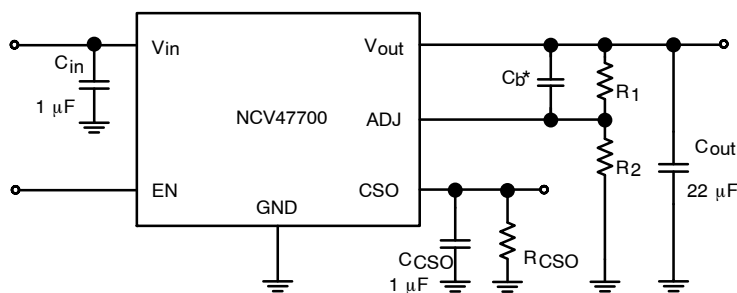 Vin
Vout
Cin
Cb*
1 μF
R1
NCV47700
ADJ
R2
Cout
EN
CSO
22 μF
GND
CCSO
RCSO
1 μF